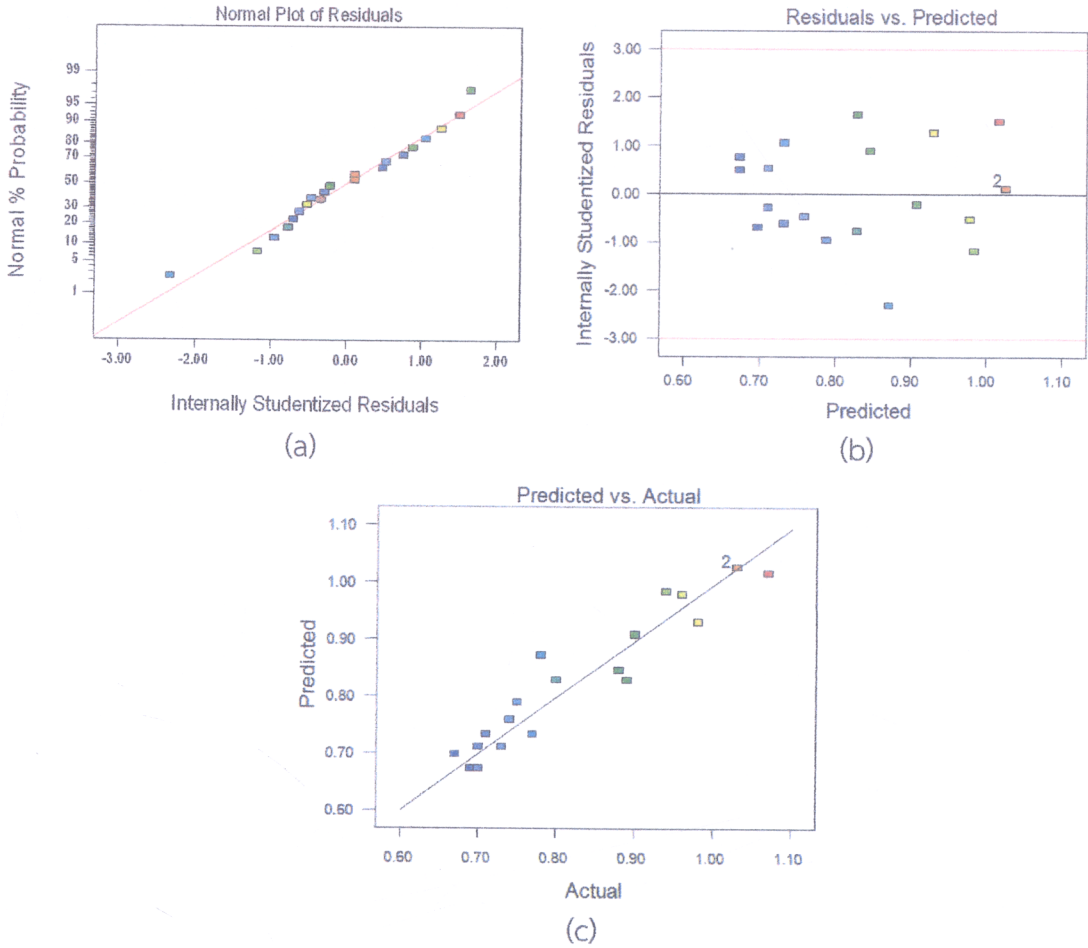 Normal Plot of Residuals
Normal % Probability
99
95
90
80
70
50
30
20
10
5
1
-3.00 -2.00 -1.00 0.00 1.00 2.00
Internally Studentized Residuals
(a)
Residuals vs. Predicted
Internally Studentized Residuals
3.00
2.00
1.00
0.00
-1.00
-2.00
-3.00
2
0.60 0.70 0.80 0.90 1.00 1.10
Predicted
(b)
Predicted vs. Actual
Predicted
1.10
1.00
0.90
0.80
0.70
0.60
2
0.60 0.70 0.80 0.90 1.00 1.10
Actual
(c)